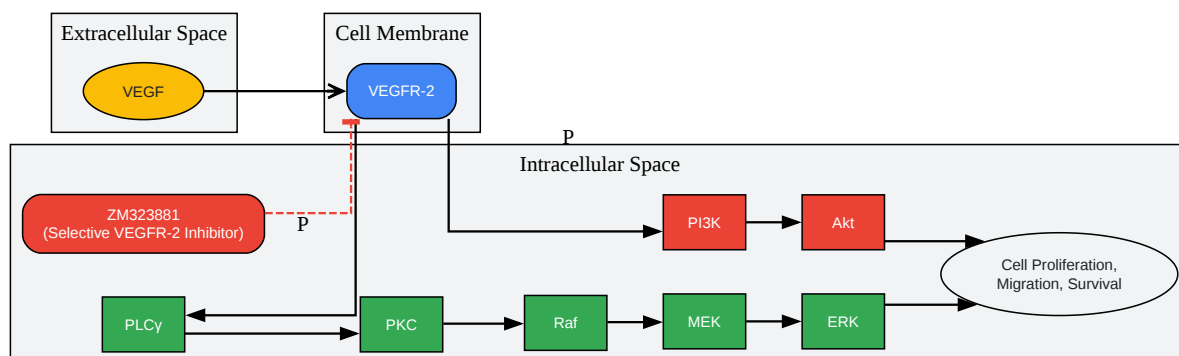 Extracellular Space
Cell Membrane
VEGF
VEGFR-2
P
Intracellular Space
ZM323881
(Selective VEGFR-2 Inhibitor)
P
PI3K
Akt
Cell Proliferation,
Migration, Survival
PLCγ
PKC
Raf
MEK
ERK